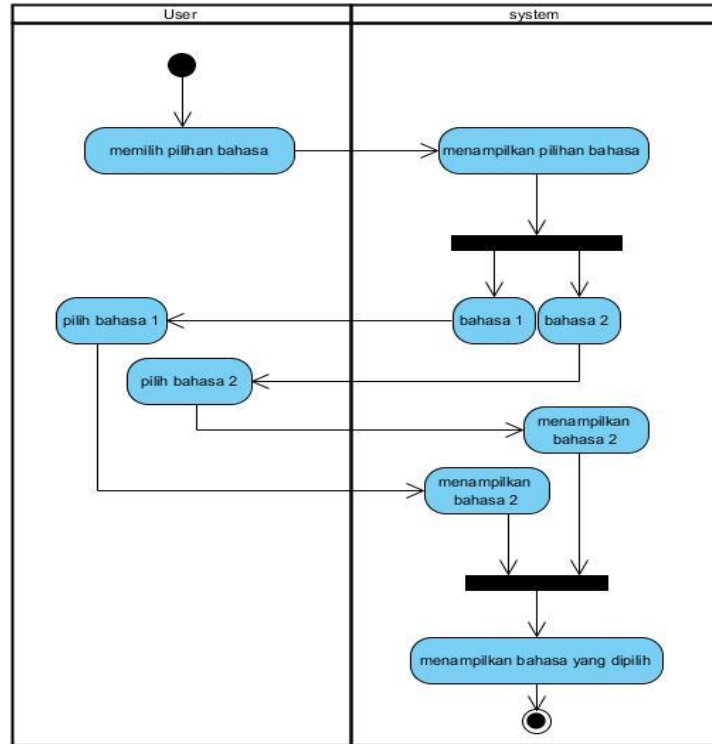 User
system
memilih pilihan bahasa
menampilkan pilihan bahasa
pilih bahasa 1
bahasa 1
bahasa 2
pilih bahasa 2
menampilkan
bahasa 2
menampilkan
bahasa 2
menampilkan bahasa yang dipilih